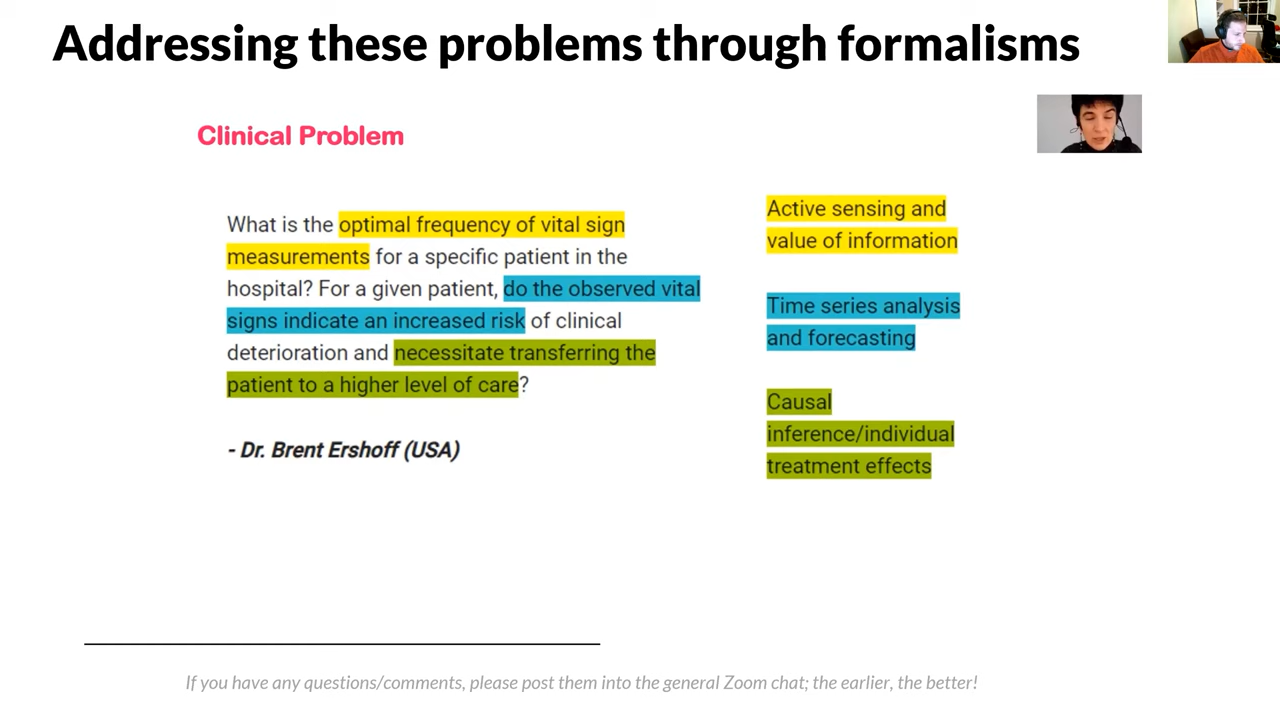 Addressing these problems through formalisms
Clinical Problem
What is the optimal frequency of vital sign
measurements for a specific patient in the
hospital? For a given patient, do the observed vital
signs indicate an increased risk of clinical
deterioration and necessitate transferring the
patient to a higher level of care?
- Dr. Brent Ershoff (USA)
Active sensing and
value of information
Time series analysis
and forecasting
Causal
inference/individual
treatment effects
If you have any questions/comments, please post them into the general Zoom chat; the earlier, the better!